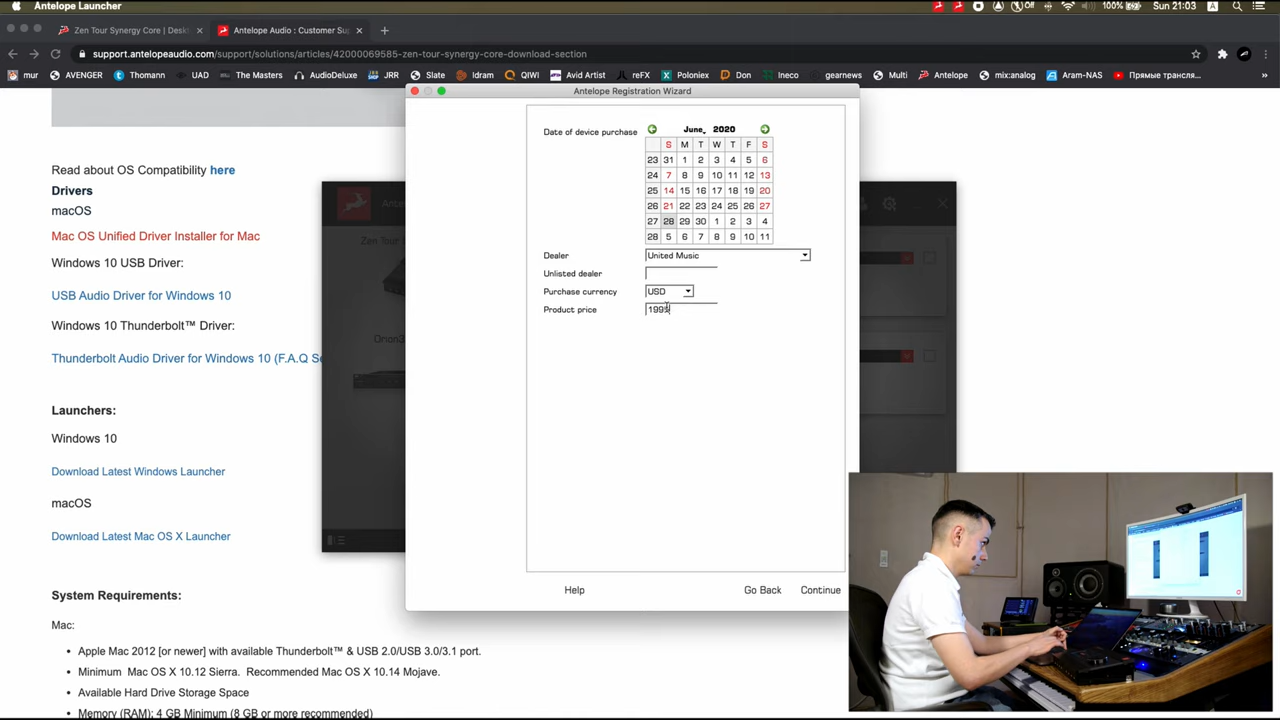 Antelope Launcher
100%
Sun 21:03
Zen Tour Synergy Core | Desk
Antelope Audio : Customer Su
support.antelopeaudio.com/support/solutions/articles/42000069585-zen-tour-synergy-core-download-section
mur
AVENGER
Thomann
UAD
The Masters
AudioDeluxe
JRR
Slate
Idram
QIWI
Avid Artist
reFX
Poloniex
Don
Ineco
gearnews
Multi
Antelope
mix:analog
Aram-NAS
Прямые трансля...
Antelope Registration Wizard
Date of device purchase
June, 2020
S M T W T F S
23 31 1 2 3 4 5 6
24 7 8 9 10 11 12 13
25 14 15 16 17 18 19 20
26 21 22 23 24 25 26 27
27 28 29 30 1 2 3 4
28 5 6 7 8 9 10 11
Dealer
United Music
Unlisted dealer
Purchase currency
USD
Product price
Help
Go Back
Continue
Read about OS Compatibility here
Drivers
macOS
Mac OS Unified Driver Installer for Mac
Windows 10 USB Driver:
USB Audio Driver for Windows 10
Windows 10 Thunderbolt™ Driver:
Thunderbolt Audio Driver for Windows 10 (F.A.Q Se
Launchers:
Windows 10
Download Latest Windows Launcher
macOS
Download Latest Mac OS X Launcher
System Requirements:
Mac:
Apple Mac 2012 [or newer] with available Thunderbolt™ & USB 2.0/USB 3.0/3.1 port.
Minimum Mac OS X 10.12 Sierra. Recommended Mac OS X 10.14 Mojave.
Available Hard Drive Storage Space
Memory (RAM): 4 GB Minimum (8 GB or more recommended)
Ante
Zen Tour
Orion3